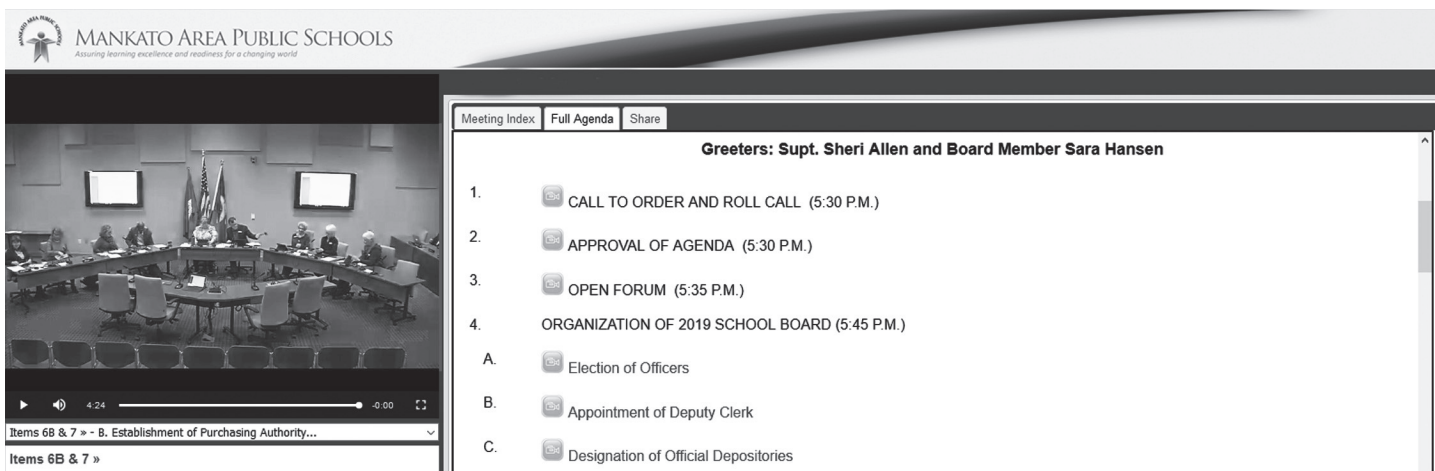 MANKATO AREA PUBLIC SCHOOLS
Assuring learning excellence and readiness for a changing world
4:24
-0:00
Items 6B & 7 » - B. Establishment of Purchasing Authority...
Items 6B & 7 »
Meeting Index Full Agenda Share
Greeters: Supt. Sheri Allen and Board Member Sara Hansen
1. CALL TO ORDER AND ROLL CALL (5:30 P.M.)
2. APPROVAL OF AGENDA (5:30 P.M.)
3. OPEN FORUM (5:35 P.M.)
4. ORGANIZATION OF 2019 SCHOOL BOARD (5:45 P.M.)
A. Election of Officers
B. Appointment of Deputy Clerk
C. Designation of Official Depositories